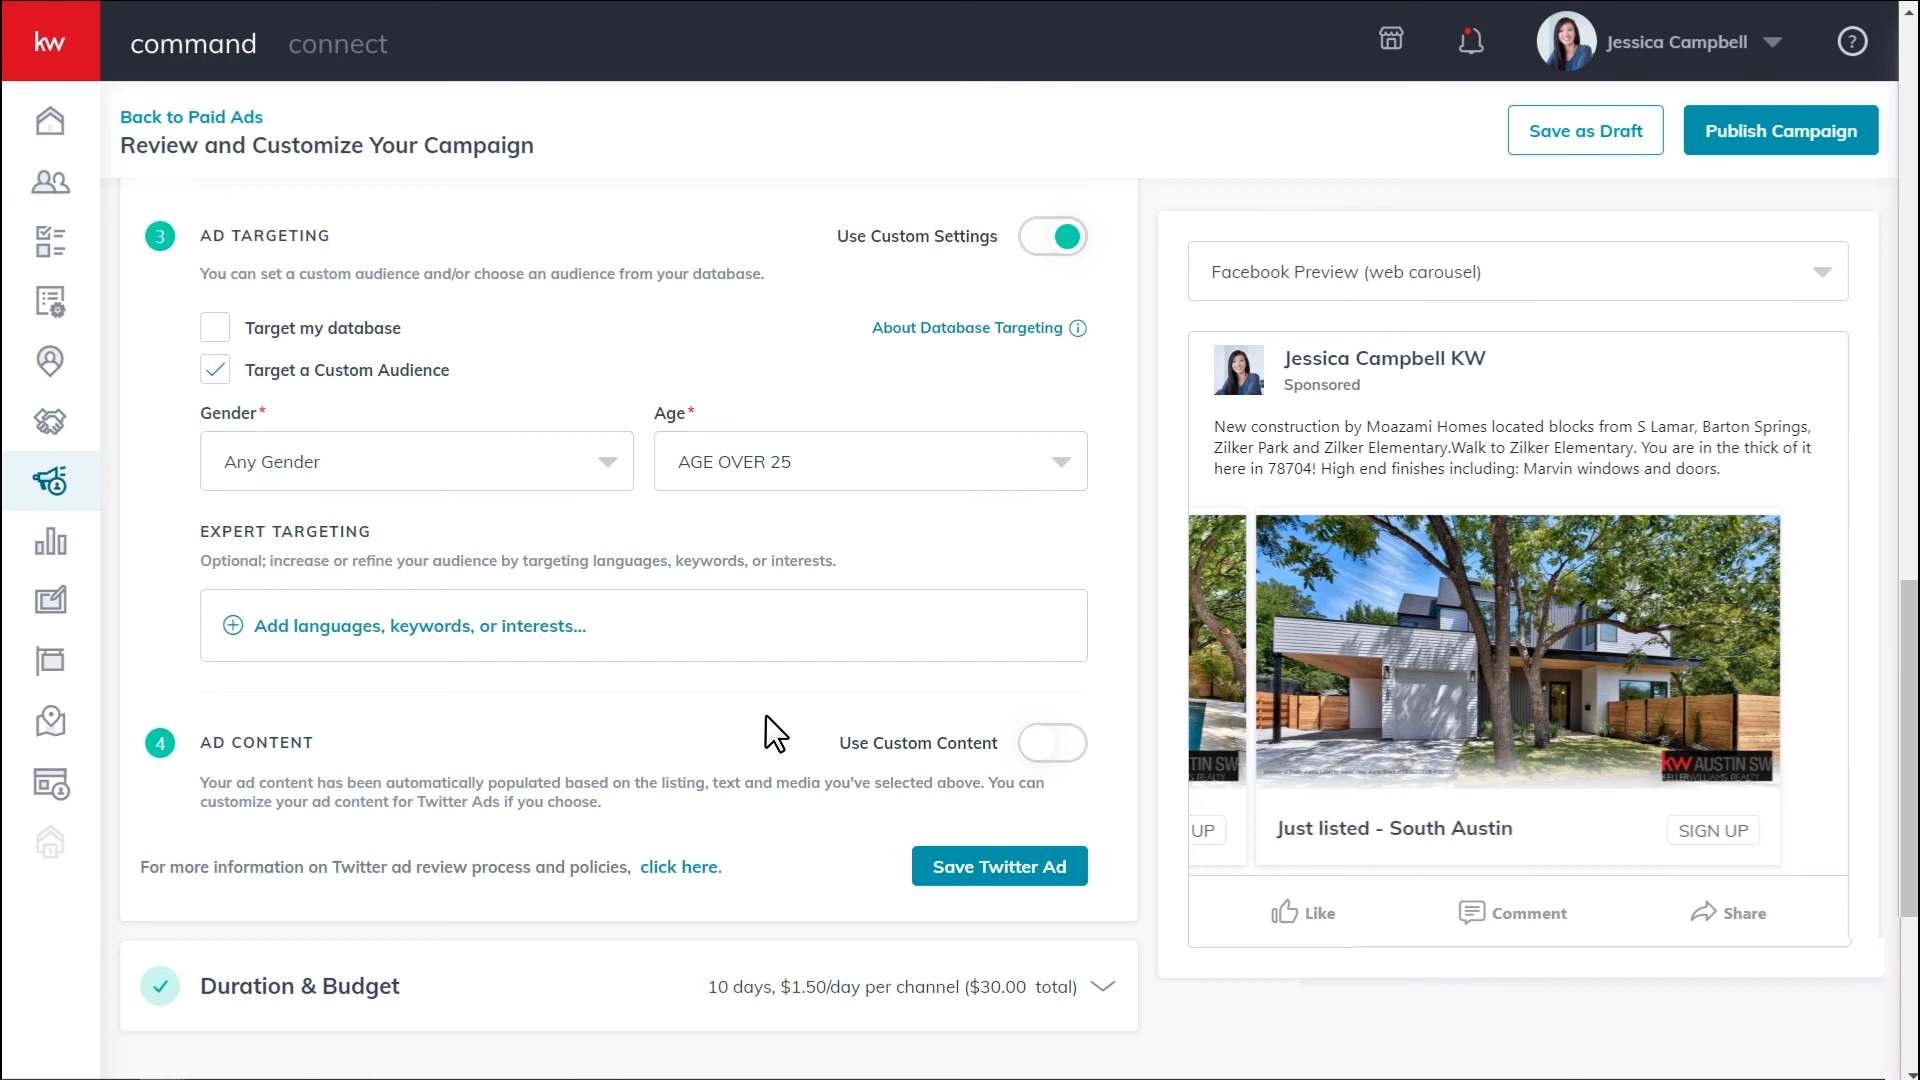 kw
command
connect
Jessica Campbell
?
Back to Paid Ads
Review and Customize Your Campaign
Save as Draft
Publish Campaign
3
AD TARGETING
Use Custom Settings
You can set a custom audience and/or choose an audience from your database.
Target my database
About Database Targeting
Target a Custom Audience
Gender*
Age*
Any Gender
AGE OVER 25
EXPERT TARGETING
Optional; increase or refine your audience by targeting languages, keywords, or interests.
Add languages, keywords, or interests...
4
AD CONTENT
Use Custom Content
Your ad content has been automatically populated based on the listing, text and media you've selected above. You can
customize your ad content for Twitter Ads if you choose.
For more information on Twitter ad review process and policies, click here.
Save Twitter Ad
Duration & Budget
10 days, $1.50/day per channel ($30.00 total)
Facebook Preview (web carousel)
Jessica Campbell KW
Sponsored
New construction by Moazami Homes located blocks from S Lamar, Barton Springs,
Zilker Park and Zilker Elementary.Walk to Zilker Elementary. You are in the thick of it
here in 78704! High end finishes including: Marvin windows and doors.
TIN SW
S REALTY
kw AUSTIN SW
KELLERWILLIAMS REALTY
UP
Just listed - South Austin
SIGN UP
Like
Comment
Share